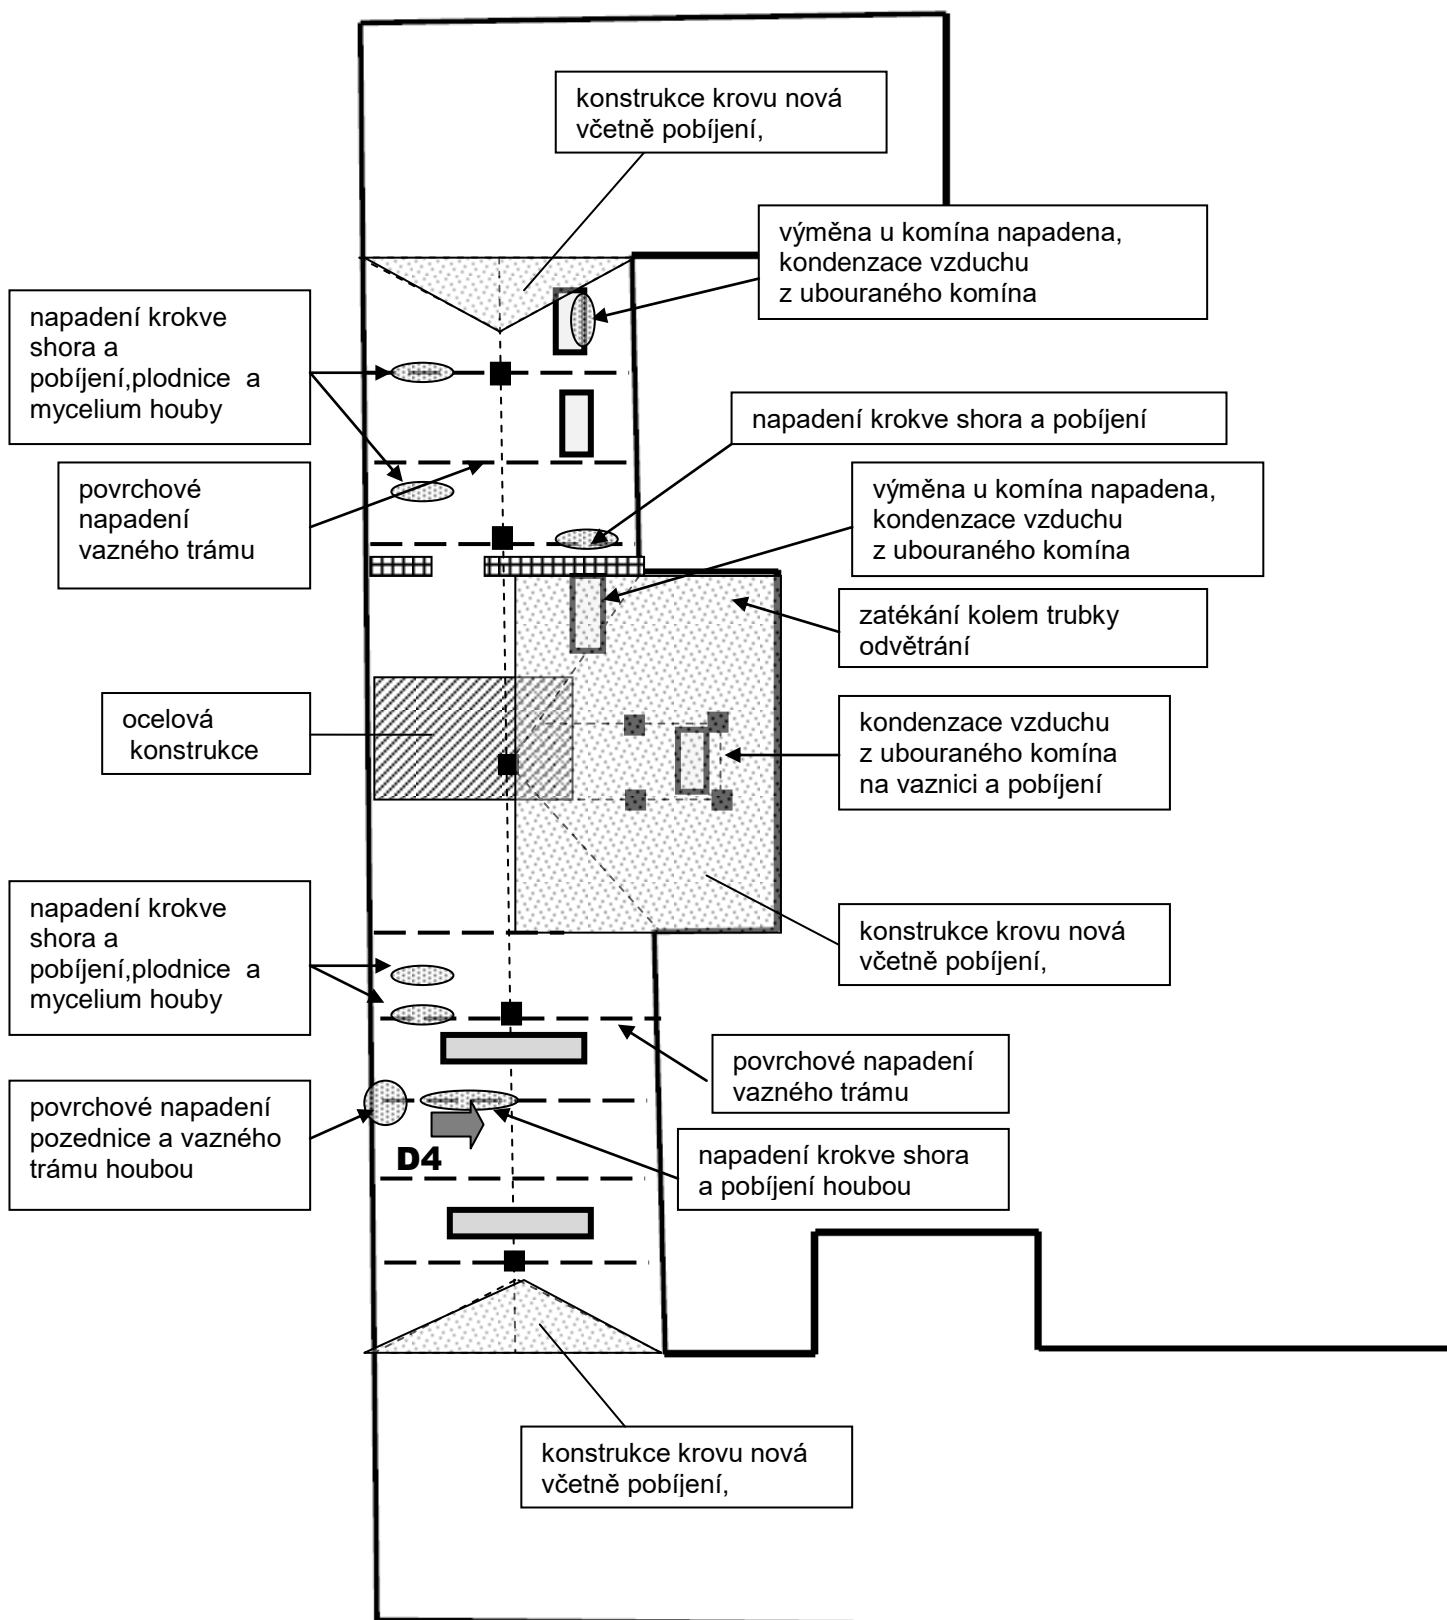 konstrukce krovu nová
včetně pobíjení,
výměna u komína napadena,
kondenzace vzduchu
z ubouraného komína
napadení krokve
shora a
pobíjení,plodnice a
mycelium houby
napadení krokve shora a pobíjení
povrchové
napadení
vazného trámu
výměna u komína napadena,
kondenzace vzduchu
z ubouraného komína
zatékání kolem trubky
odvětrání
ocelová
konstrukce
kondenzace vzduchu
z ubouraného komína
na vaznici a pobíjení
napadení krokve
shora a
pobíjení,plodnice a
mycelium houby
konstrukce krovu nová
včetně pobíjení,
povrchové napadení
vazného trámu
povrchové napadení
pozednice a vazného
trámu houbou
D4
napadení krokve shora
a pobíjení houbou
konstrukce krovu nová
včetně pobíjení,